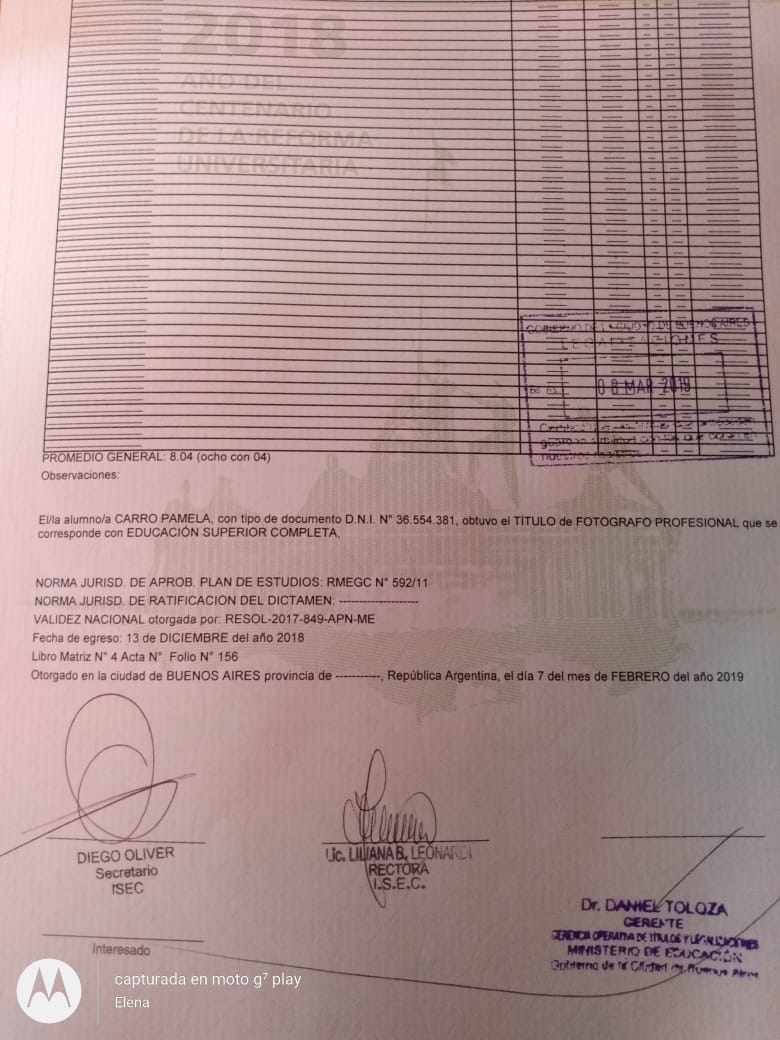 2018
AÑO DEL
CENTENARIO
DE LA REFORMA
UNIVERSITARIA
GOBIERNO DE LA CIUDAD DE BUENOS AIRES
LEGALIZACIONES
08 MAR 2019
PROMEDIO GENERAL: 8.04 (ocho con 04)
Observaciones:
El/la alumno/a CARRO PAMELA, con tipo de documento D.N.I. N° 36.554.381, obtuvo el TÍTULO de FOTÓGRAFO PROFESIONAL que se
corresponde con EDUCACIÓN SUPERIOR COMPLETA,
NORMA JURISD. DE APROB. PLAN DE ESTUDIOS: RMEGC N° 592/11
NORMA JURISD. DE RATIFICACIÓN DEL DICTAMEN: -------------------
VALIDEZ NACIONAL otorgada por: RESOL-2017-849-APN-ME
Fecha de egreso: 13 de DICIEMBRE del año 2018
Libro Matriz N° 4 Acta N° Folio N° 156
Otorgado en la ciudad de BUENOS AIRES provincia de -----------, República Argentina, el día 7 del mes de FEBRERO del año 2019
DIEGO OLIVER
Secretario
ISEC
Lic. LILIANA B. LEONARDI
RECTORA
I.S.E.C.
Dr. DANIEL TOLOZA
GERENTE
GERENCIA OPERATIVA DE TITULOS Y LEGALIZACIONES
MINISTERIO DE EDUCACIÓN
Gobierno de la Ciudad de Buenos Aires
Interesado
capturada en moto g⁷ play
Elena